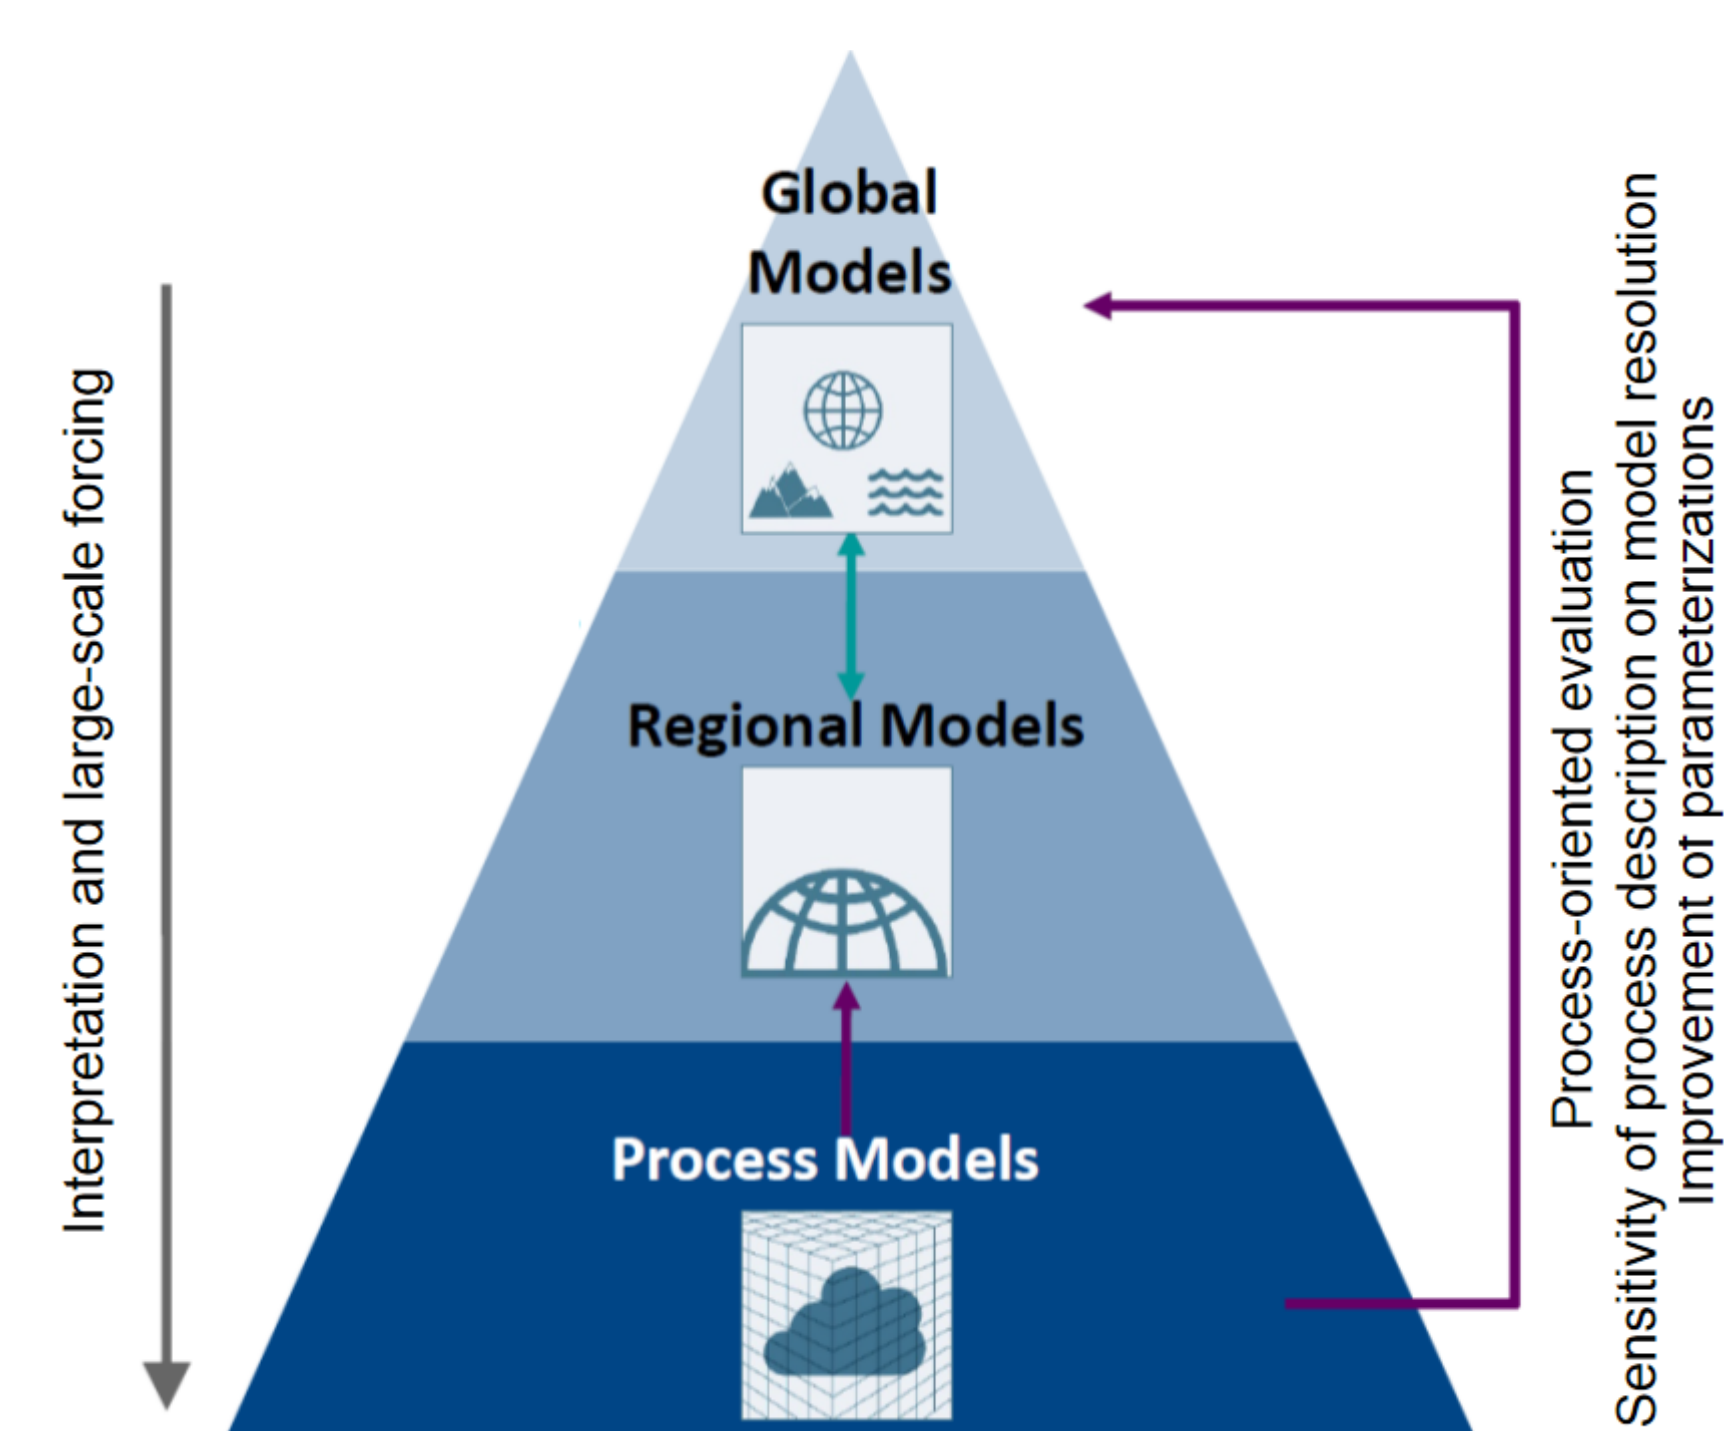 Global
Models
Regional Models
Process Models
Interpretation and large-scale forcing
Process-oriented evaluation
Sensitivity of process description on model resolution
Improvement of parameterizations